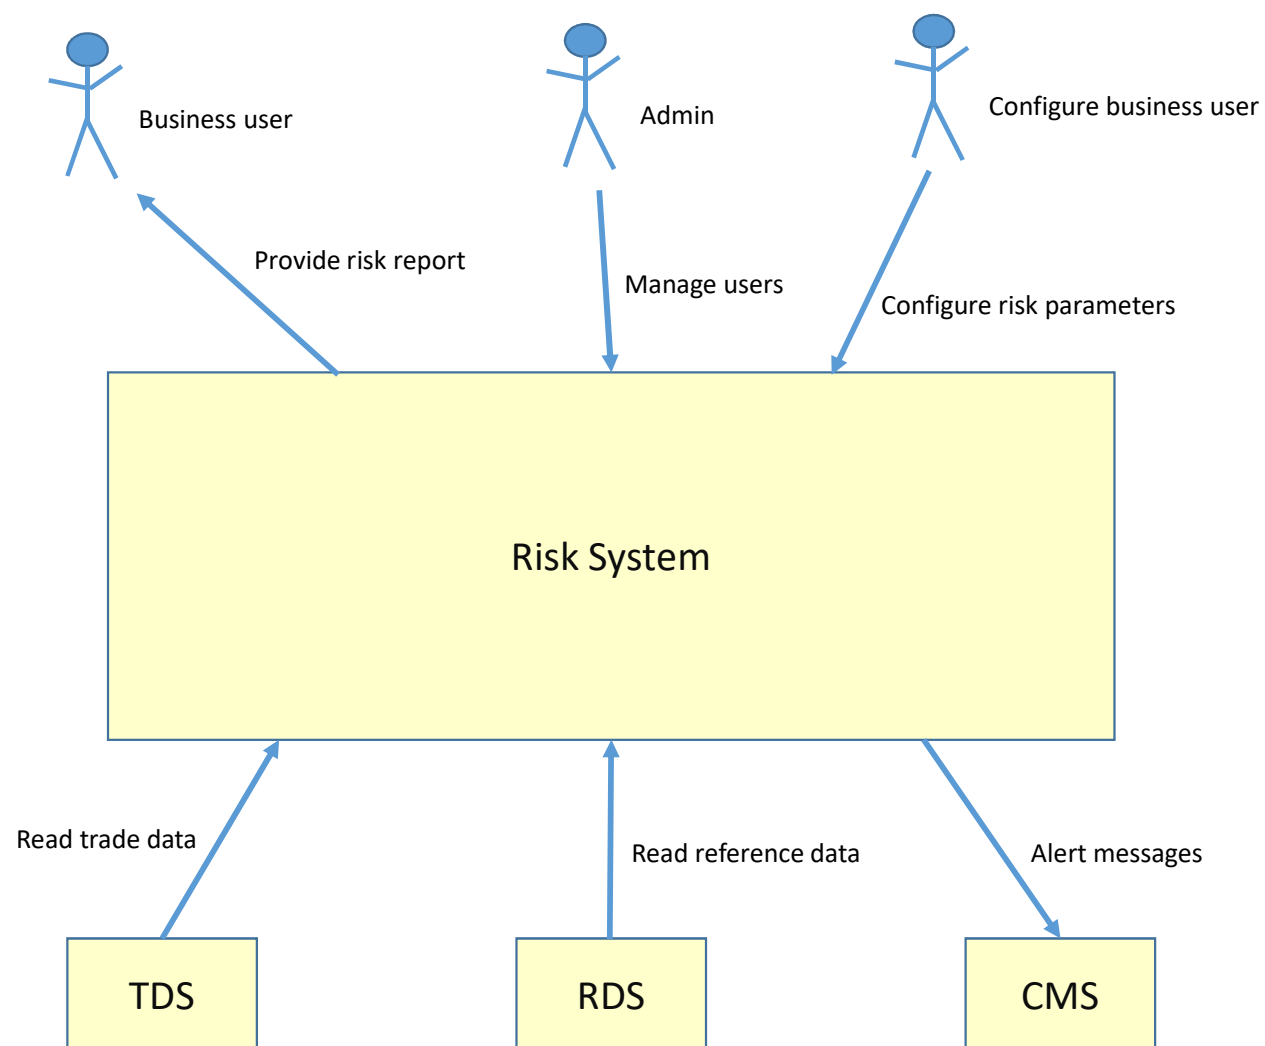 Business user
Admin
Configure business user
Provide risk report
Manage users
Configure risk parameters
Risk System
Read trade data
Read reference data
Alert messages
TDS
RDS
CMS